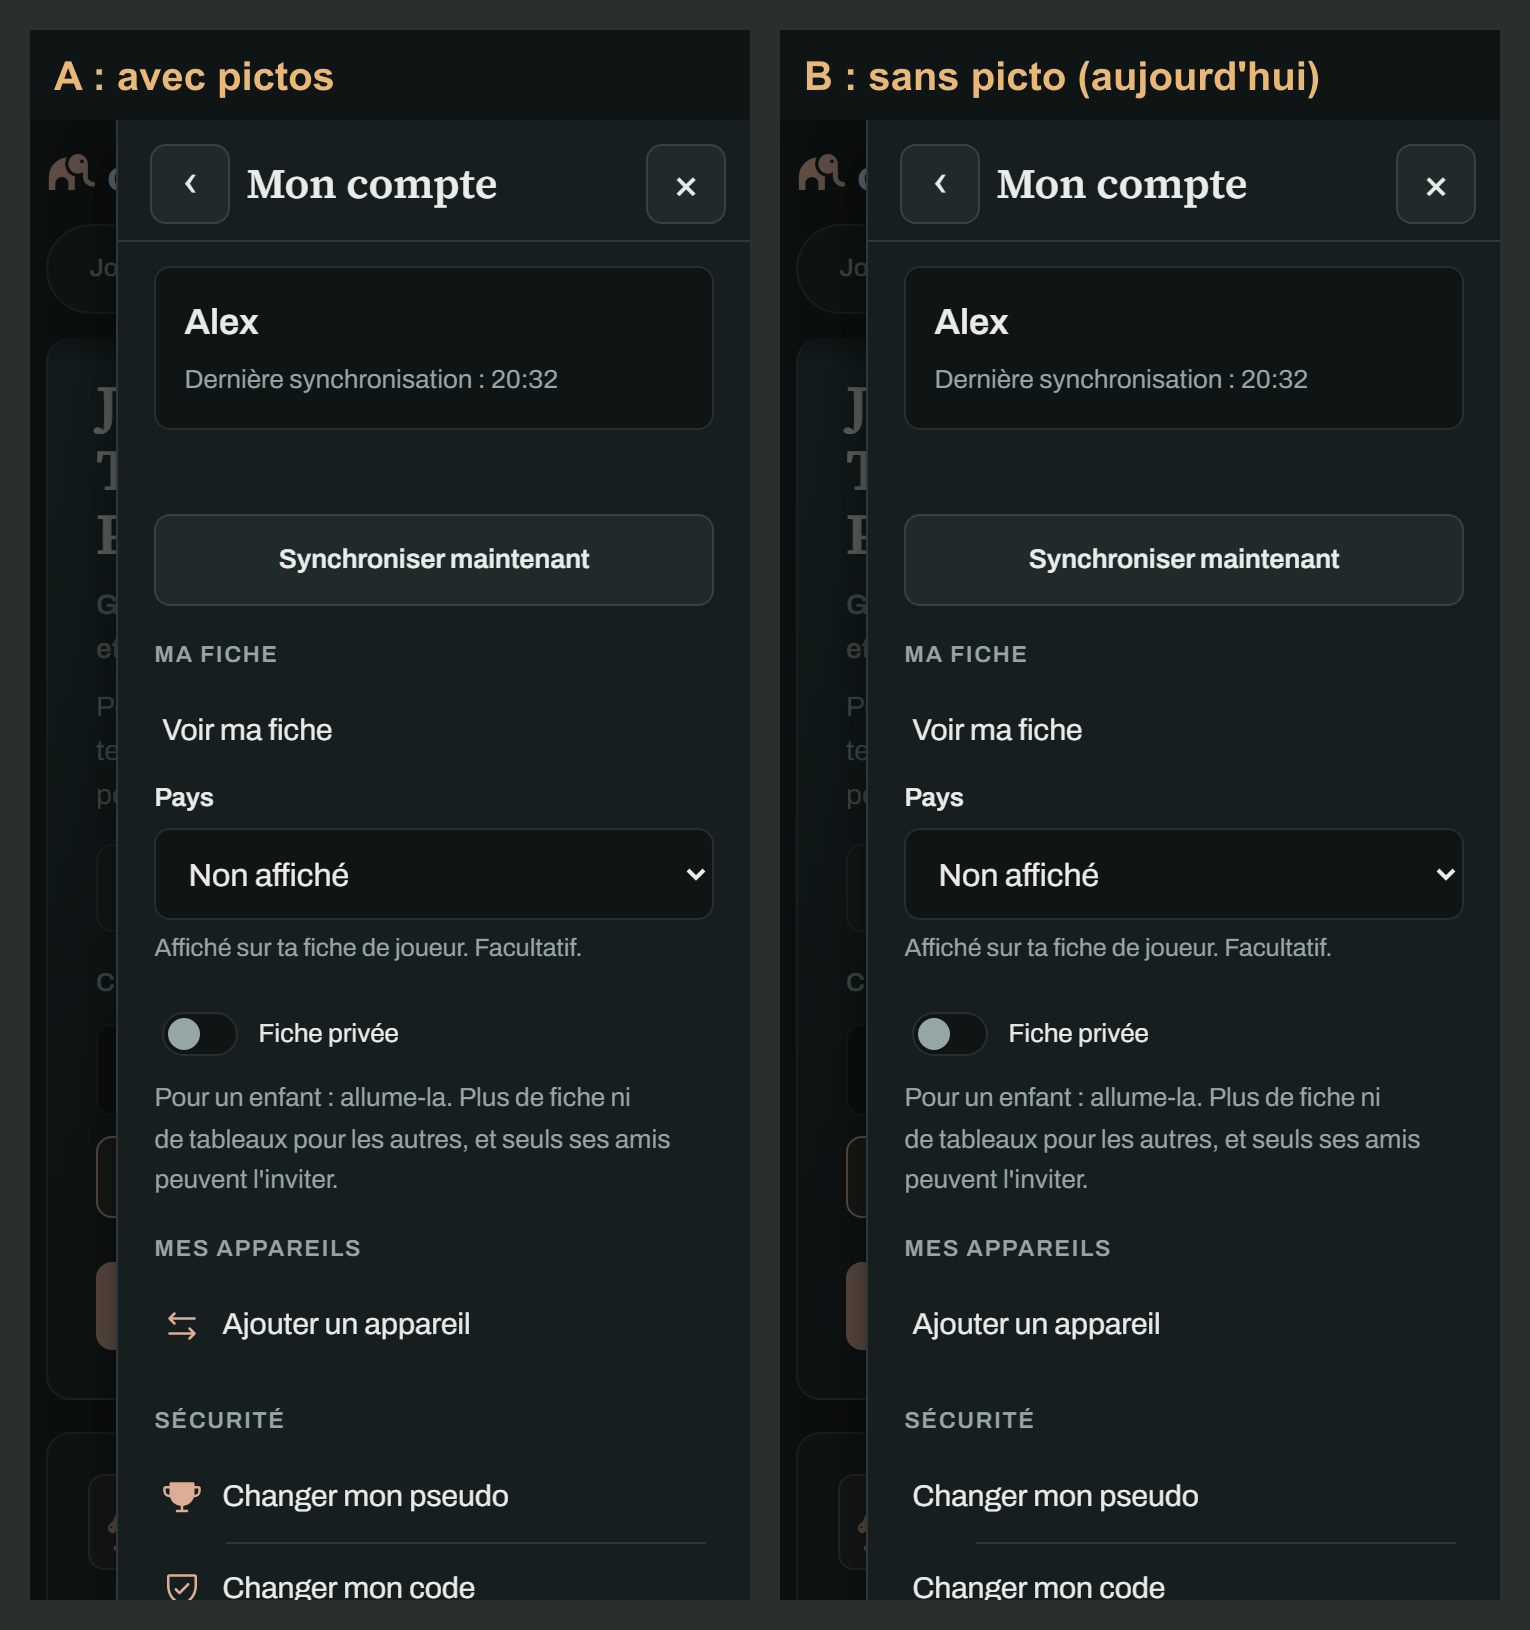 A : avec pictos
Mon compte
Alex
Dernière synchronisation : 20:32
Synchroniser maintenant
MA FICHE
Voir ma fiche
Pays
Non affiché
Affiché sur ta fiche de joueur. Facultatif.
Fiche privée
Pour un enfant : allume-la. Plus de fiche ni
de tableaux pour les autres, et seuls ses amis
peuvent l'inviter.
MES APPAREILS
Ajouter un appareil
SÉCURITÉ
Changer mon pseudo
Changer mon code
B : sans picto (aujourd'hui)
Mon compte
Alex
Dernière synchronisation : 20:32
Synchroniser maintenant
MA FICHE
Voir ma fiche
Pays
Non affiché
Affiché sur ta fiche de joueur. Facultatif.
Fiche privée
Pour un enfant : allume-la. Plus de fiche ni
de tableaux pour les autres, et seuls ses amis
peuvent l'inviter.
MES APPAREILS
Ajouter un appareil
SÉCURITÉ
Changer mon pseudo
Changer mon code